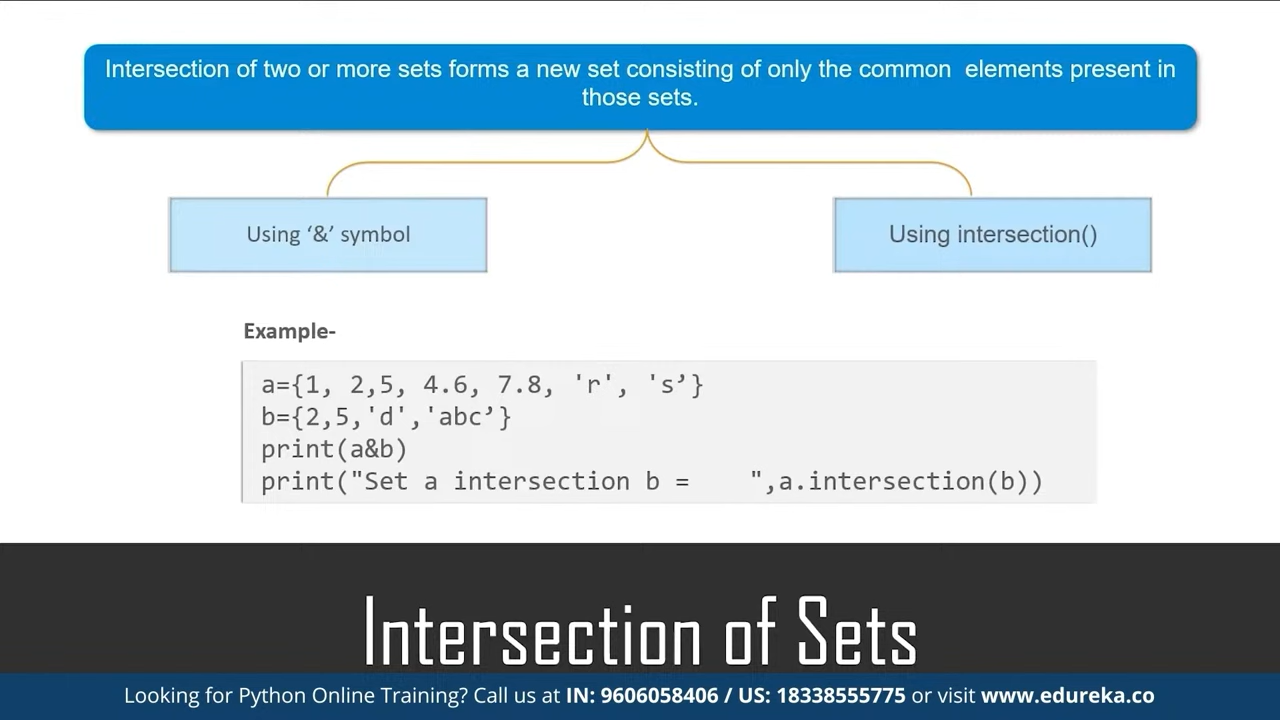 Intersection of two or more sets forms a new set consisting of only the common elements present in
those sets.
Using ‘&’ symbol
Using intersection()
Example-
a={1, 2,5, 4.6, 7.8, 'r', 's’}
b={2,5,'d','abc’}
print(a&b)
print("Set a intersection b =    ",a.intersection(b))
Intersection of Sets
Looking for Python Online Training? Call us at IN: 9606058406 / US: 18338555775 or visit www.edureka.co